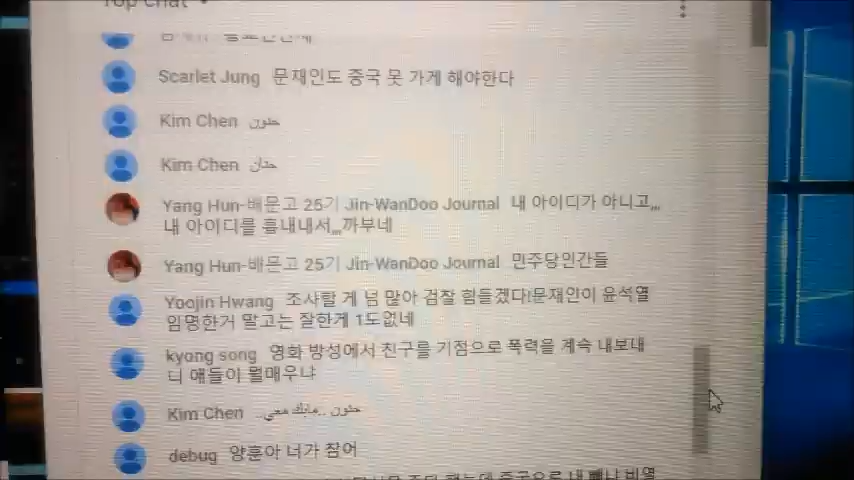 Top Chat
Scarlet Jung 문재인도 중국 못 가게 해야한다
Kim Chen حنون
Kim Chen حنان
Yang Hun-배문고 25기 Jin-WanDoo Journal 내 아이디가 아니고,,,
내 아이디를 흉내내서,,,까부네
Yang Hun-배문고 25기 Jin-WanDoo Journal 민주당인간들
Yoojin Hwang 조사할 게 넘 많아 검찰 힘들겠다!문재인이 윤석열
임명한거 말고는 잘한게 1도없네
kyong song 영화 방성에서 친구를 기점으로 폭력을 계속 내보내
니 얘들이 뭘매우냐
Kim Chen حنون ..مابك معي..
debug 양훈아 너가 참어